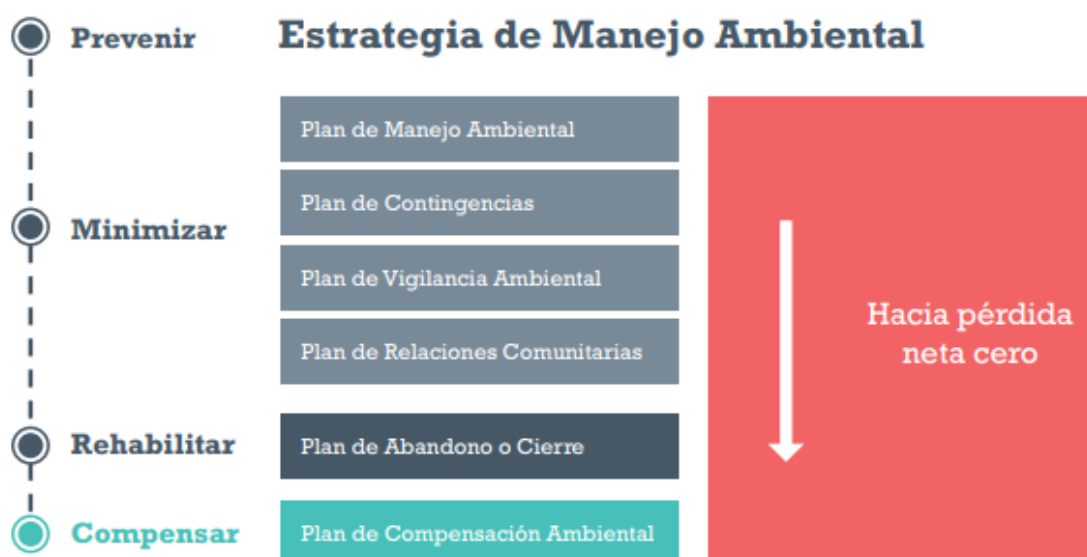 Prevenir
Estrategia de Manejo Ambiental
Plan de Manejo Ambiental
Plan de Contingencias
Minimizar
Plan de Vigilancia Ambiental
Plan de Relaciones Comunitarias
Hacia pérdida
neta cero
Rehabilitar
Plan de Abandono o Cierre
Compensar
Plan de Compensación Ambiental